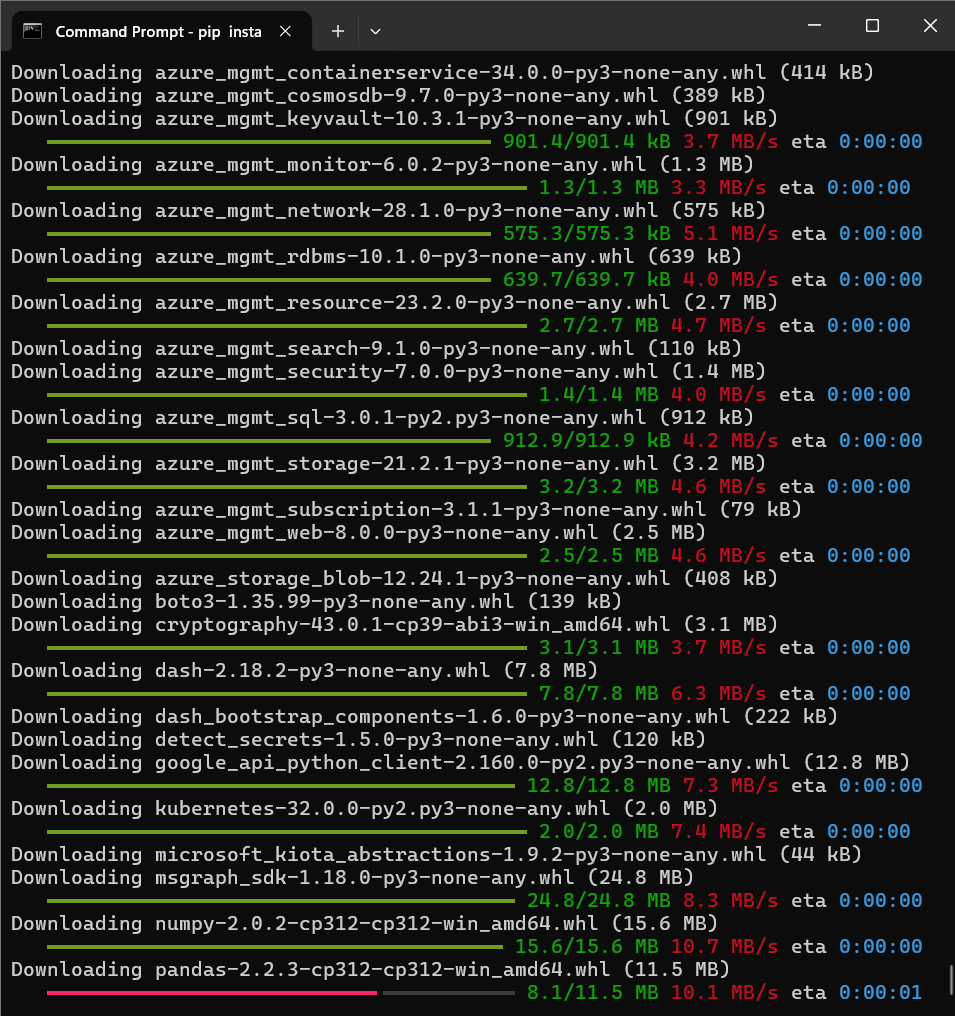 Command Prompt - pip  insta
Downloading azure_mgmt_containerservice-34.0.0-py3-none-any.whl (414 kB)
Downloading azure_mgmt_cosmosdb-9.7.0-py3-none-any.whl (389 kB)
Downloading azure_mgmt_keyvault-10.3.1-py3-none-any.whl (901 kB)
901.4/901.4 kB 3.7 MB/s eta 0:00:00
Downloading azure_mgmt_monitor-6.0.2-py3-none-any.whl (1.3 MB)
1.3/1.3 MB 3.3 MB/s eta 0:00:00
Downloading azure_mgmt_network-28.1.0-py3-none-any.whl (575 kB)
575.3/575.3 kB 5.1 MB/s eta 0:00:00
Downloading azure_mgmt_rdbms-10.1.0-py3-none-any.whl (639 kB)
639.7/639.7 kB 4.0 MB/s eta 0:00:00
Downloading azure_mgmt_resource-23.2.0-py3-none-any.whl (2.7 MB)
2.7/2.7 MB 4.7 MB/s eta 0:00:00
Downloading azure_mgmt_search-9.1.0-py3-none-any.whl (110 kB)
Downloading azure_mgmt_security-7.0.0-py3-none-any.whl (1.4 MB)
1.4/1.4 MB 4.0 MB/s eta 0:00:00
Downloading azure_mgmt_sql-3.0.1-py2.py3-none-any.whl (912 kB)
912.9/912.9 kB 4.2 MB/s eta 0:00:00
Downloading azure_mgmt_storage-21.2.1-py3-none-any.whl (3.2 MB)
3.2/3.2 MB 4.6 MB/s eta 0:00:00
Downloading azure_mgmt_subscription-3.1.1-py3-none-any.whl (79 kB)
Downloading azure_mgmt_web-8.0.0-py3-none-any.whl (2.5 MB)
2.5/2.5 MB 4.6 MB/s eta 0:00:00
Downloading azure_storage_blob-12.24.1-py3-none-any.whl (408 kB)
Downloading boto3-1.35.99-py3-none-any.whl (139 kB)
Downloading cryptography-43.0.1-cp39-abi3-win_amd64.whl (3.1 MB)
3.1/3.1 MB 3.7 MB/s eta 0:00:00
Downloading dash-2.18.2-py3-none-any.whl (7.8 MB)
7.8/7.8 MB 6.3 MB/s eta 0:00:00
Downloading dash_bootstrap_components-1.6.0-py3-none-any.whl (222 kB)
Downloading detect_secrets-1.5.0-py3-none-any.whl (120 kB)
Downloading google_api_python_client-2.160.0-py2.py3-none-any.whl (12.8 MB)
12.8/12.8 MB 7.3 MB/s eta 0:00:00
Downloading kubernetes-32.0.0-py2.py3-none-any.whl (2.0 MB)
2.0/2.0 MB 7.4 MB/s eta 0:00:00
Downloading microsoft_kiota_abstractions-1.9.2-py3-none-any.whl (44 kB)
Downloading msgraph_sdk-1.18.0-py3-none-any.whl (24.8 MB)
24.8/24.8 MB 8.3 MB/s eta 0:00:00
Downloading numpy-2.0.2-cp312-cp312-win_amd64.whl (15.6 MB)
15.6/15.6 MB 10.7 MB/s eta 0:00:00
Downloading pandas-2.2.3-cp312-cp312-win_amd64.whl (11.5 MB)
8.1/11.5 MB 10.1 MB/s eta 0:00:01